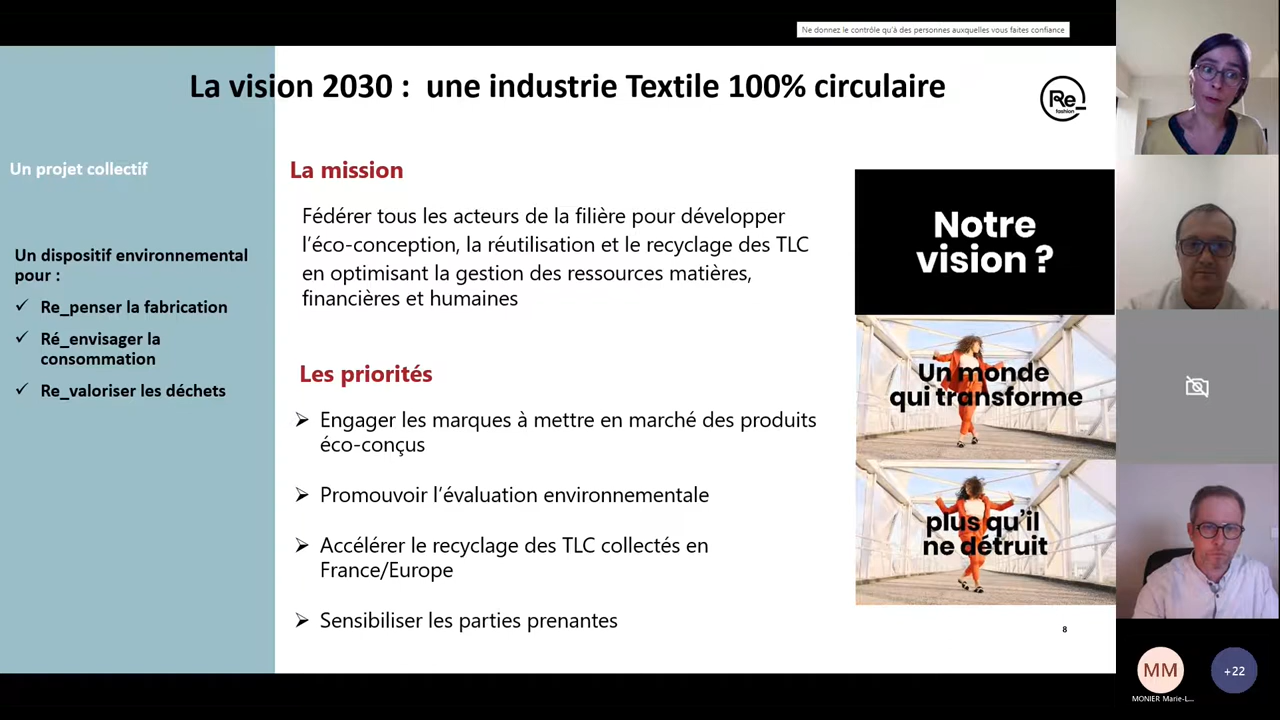 Ne donnez le contrôle qu'à des personnes auxquelles vous faites confiance
La vision 2030 : une industrie Textile 100% circulaire
Re_
fashion
Un projet collectif
Un dispositif environnemental
pour :
✓ Re_penser la fabrication
✓ Ré_envisager la
consommation
✓ Re_valoriser les déchets
La mission
Fédérer tous les acteurs de la filière pour développer
l’éco-conception, la réutilisation et le recyclage des TLC
en optimisant la gestion des ressources matières,
financières et humaines
Les priorités
➢ Engager les marques à mettre en marché des produits
éco-conçus
➢ Promouvoir l’évaluation environnementale
➢ Accélérer le recyclage des TLC collectés en
France/Europe
➢ Sensibiliser les parties prenantes
Notre
vision ?
Un monde
qui transforme
plus qu’il
ne détruit
8
MM
MONIER Marie-L...
+22